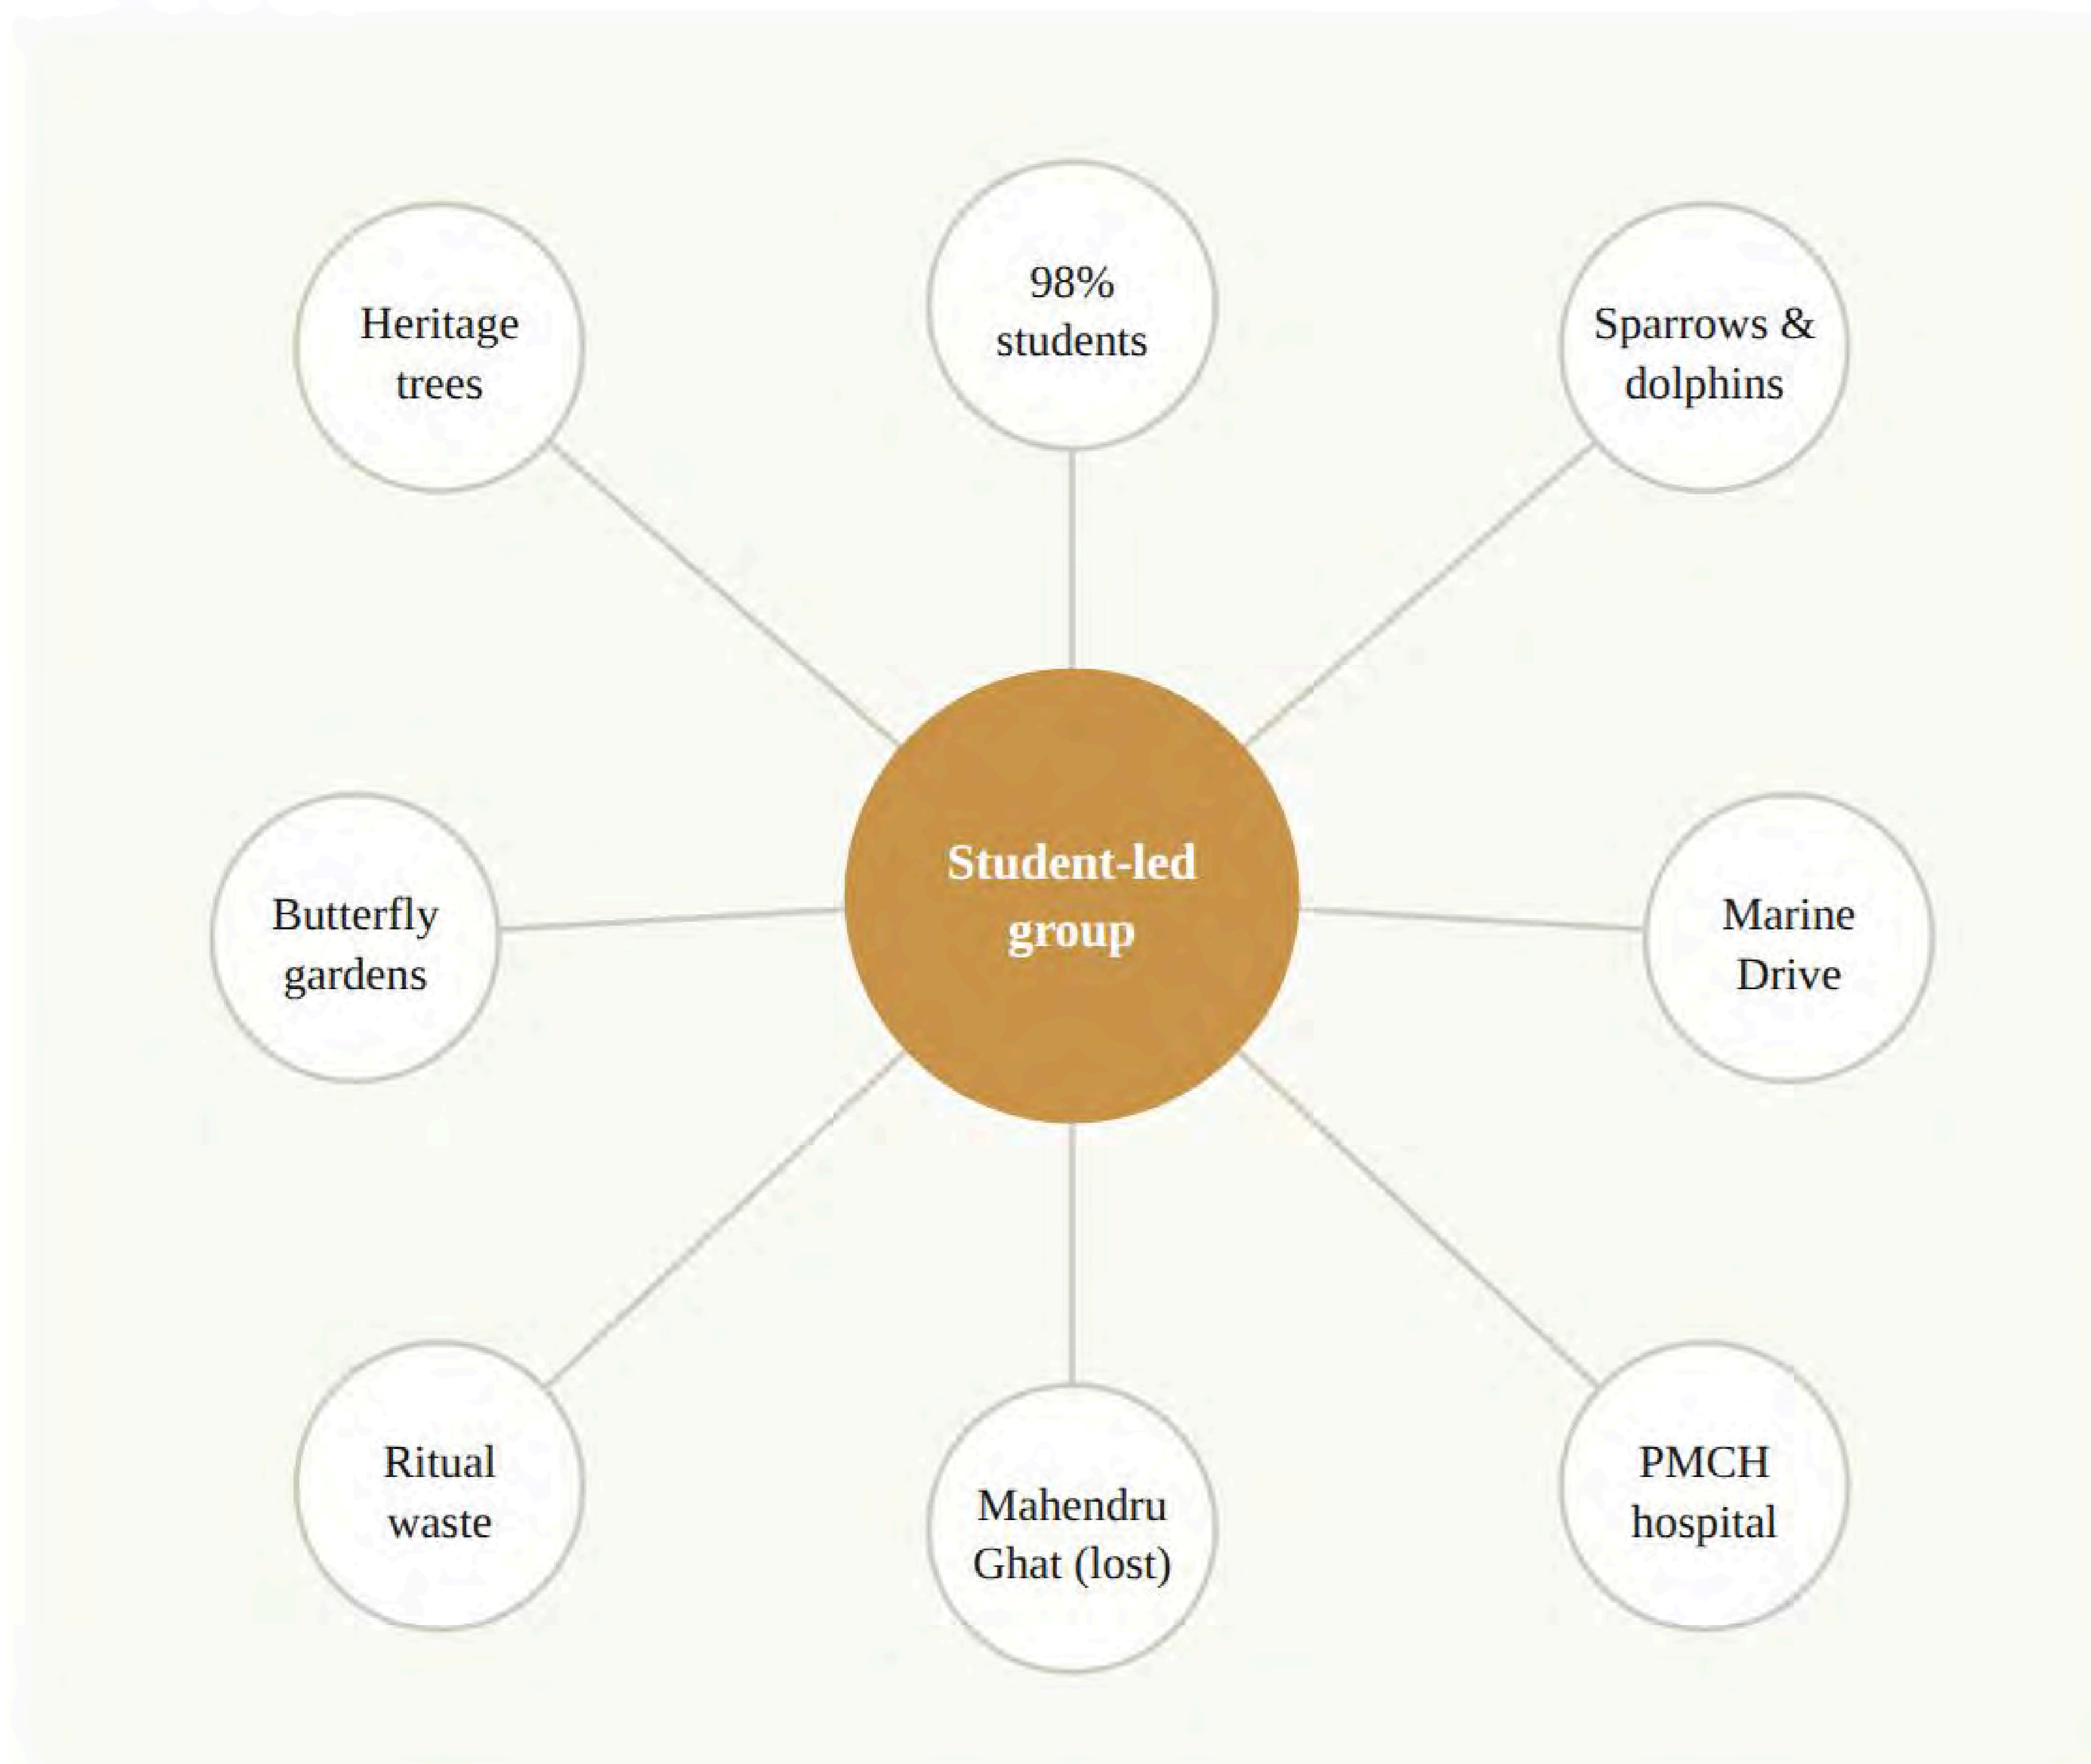 98%
students
Heritage
trees
Sparrows &
dolphins
Student-led
group
Butterfly
gardens
Marine
Drive
Ritual
waste
PMCH
hospital
Mahendru
Ghat (lost)